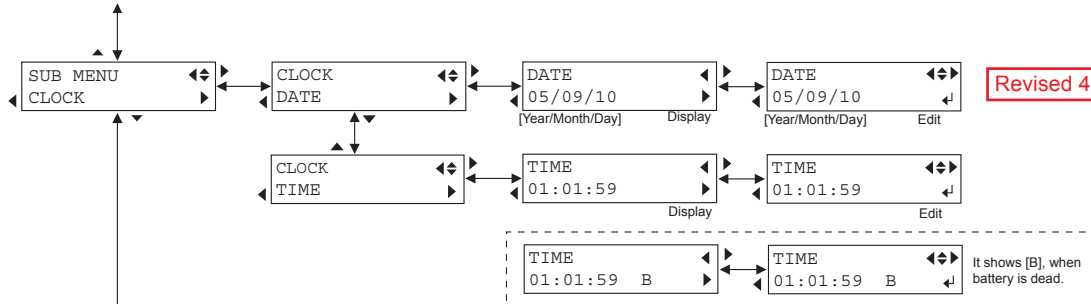 SUB MENU
CLOCK
CLOCK
DATE
DATE
05/09/10
[Year/Month/Day]
Display
DATE
05/09/10
[Year/Month/Day]
Edit
Revised 4
CLOCK
TIME
TIME
01:01:59
Display
TIME
01:01:59
Edit
TIME
01:01:59 B
TIME
01:01:59 B
It shows [B], when
battery is dead.